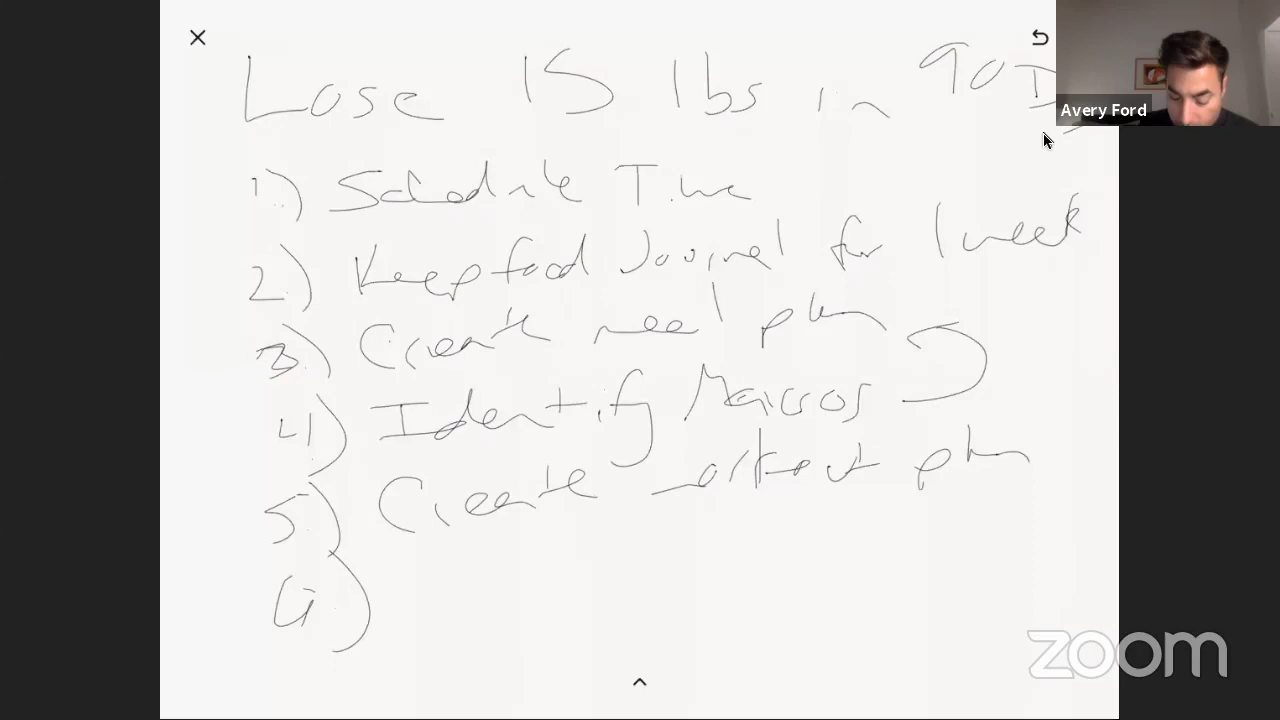 Lose 15 lbs in 90 D
Avery Ford
1.) Schedule Time
2.) Keep food Journal for 1 week
3.) Create meal plan
4) Identify Macros
5.) Create workout plan
6)
zoom